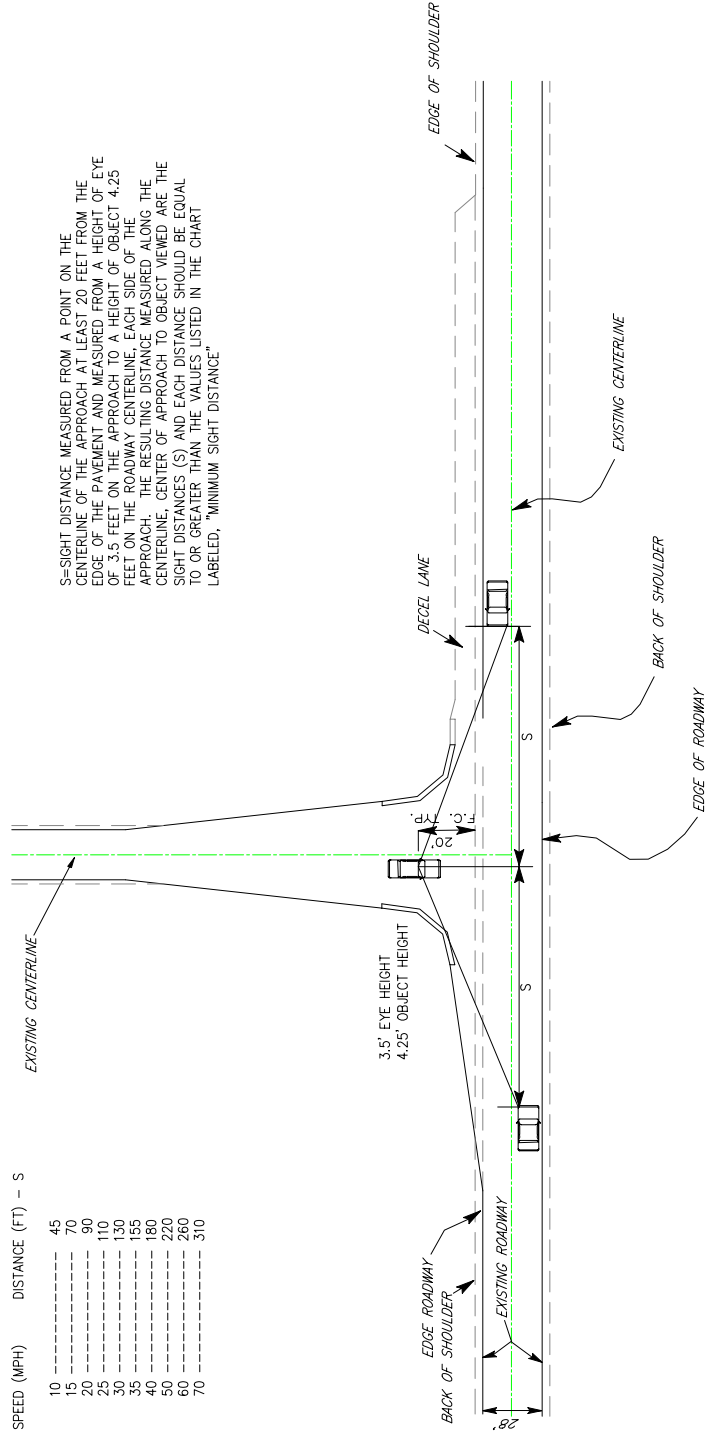 SPEED (MPH) DISTANCE (FT) - S
10 ---------- 45
15 ---------- 70
20 ---------- 90
25 ---------- 110
30 ---------- 130
35 ---------- 155
40 ---------- 180
50 ---------- 220
60 ---------- 260
70 ---------- 310
S=SIGHT DISTANCE MEASURED FROM A POINT ON THE
CENTERLINE OF THE APPROACH AT LEAST 20 FEET FROM THE
EDGE OF THE PAVEMENT AND MEASURED FROM A HEIGHT OF EYE
OF 3.5 FEET ON THE APPROACH TO A HEIGHT OF OBJECT 4.25
FEET ON THE ROADWAY CENTERLINE, EACH SIDE OF THE
APPROACH. THE RESULTING DISTANCE MEASURED ALONG THE
CENTERLINE, CENTER OF APPROACH TO OBJECT VIEWED ARE THE
SIGHT DISTANCES (S) AND EACH DISTANCE SHOULD BE EQUAL
TO OR GREATER THAN THE VALUES LISTED IN THE CHART
LABELED, "MINIMUM SIGHT DISTANCE"
EXISTING CENTERLINE
3.5' EYE HEIGHT
4.25' OBJECT HEIGHT
20'
F.C. TYP.
DECEL LANE
EDGE OF SHOULDER
EDGE ROADWAY
BACK OF SHOULDER
EXISTING ROADWAY
28'
S
S
EXISTING CENTERLINE
BACK OF SHOULDER
EDGE OF ROADWAY